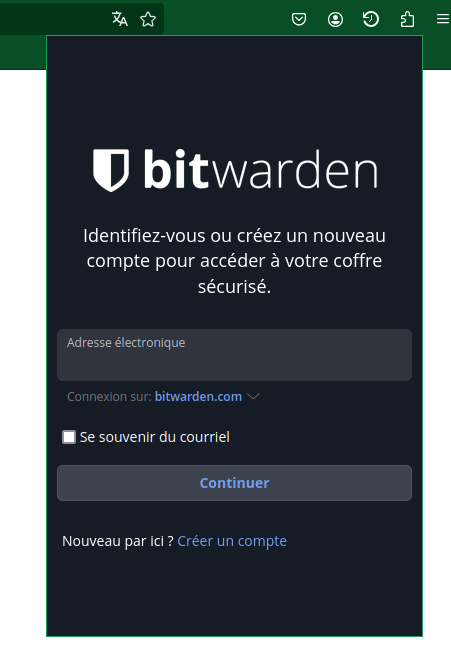 bitwarden
Identifiez-vous ou créez un nouveau
compte pour accéder à votre coffre
sécurisé.
Adresse électronique
Connexion sur: bitwarden.com
Se souvenir du courriel
Continuer
Nouveau par ici ? Créer un compte